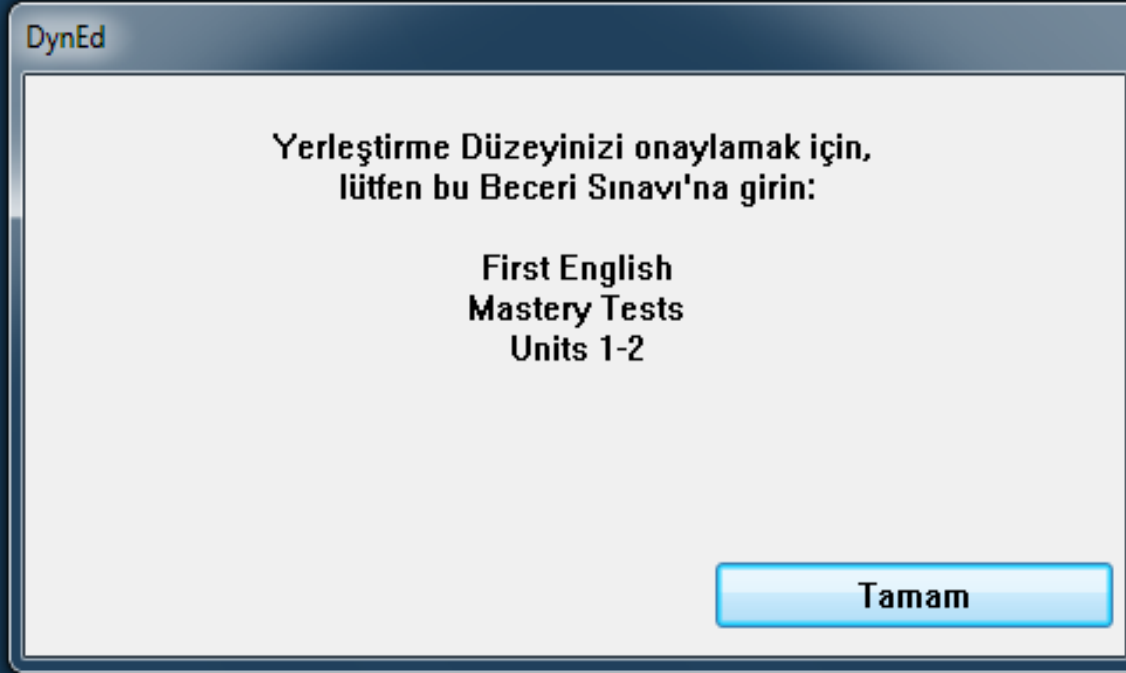 DynEd
Yerleştirme Düzeyinizi onaylamak için,
lütfen bu Beceri Sınavı'na girin:
First English
Mastery Tests
Units 1-2
Tamam